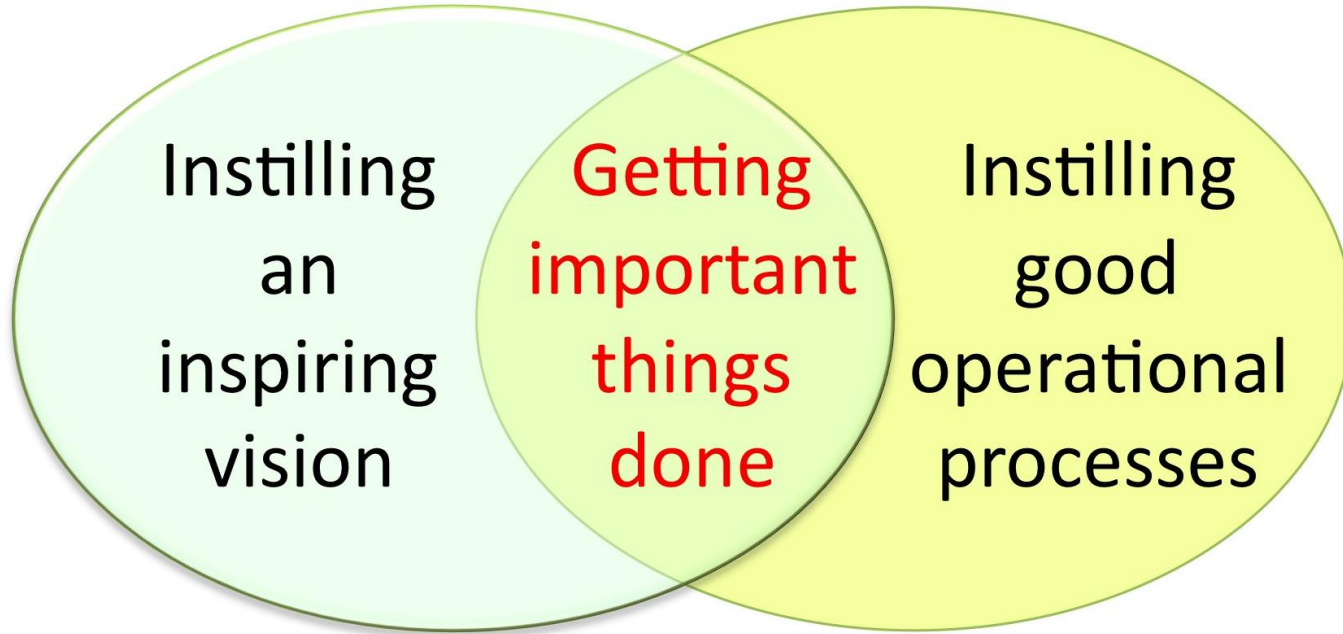 Instilling
an
inspiring
vision
Getting
important
things
done
Instilling
good
operational
processes